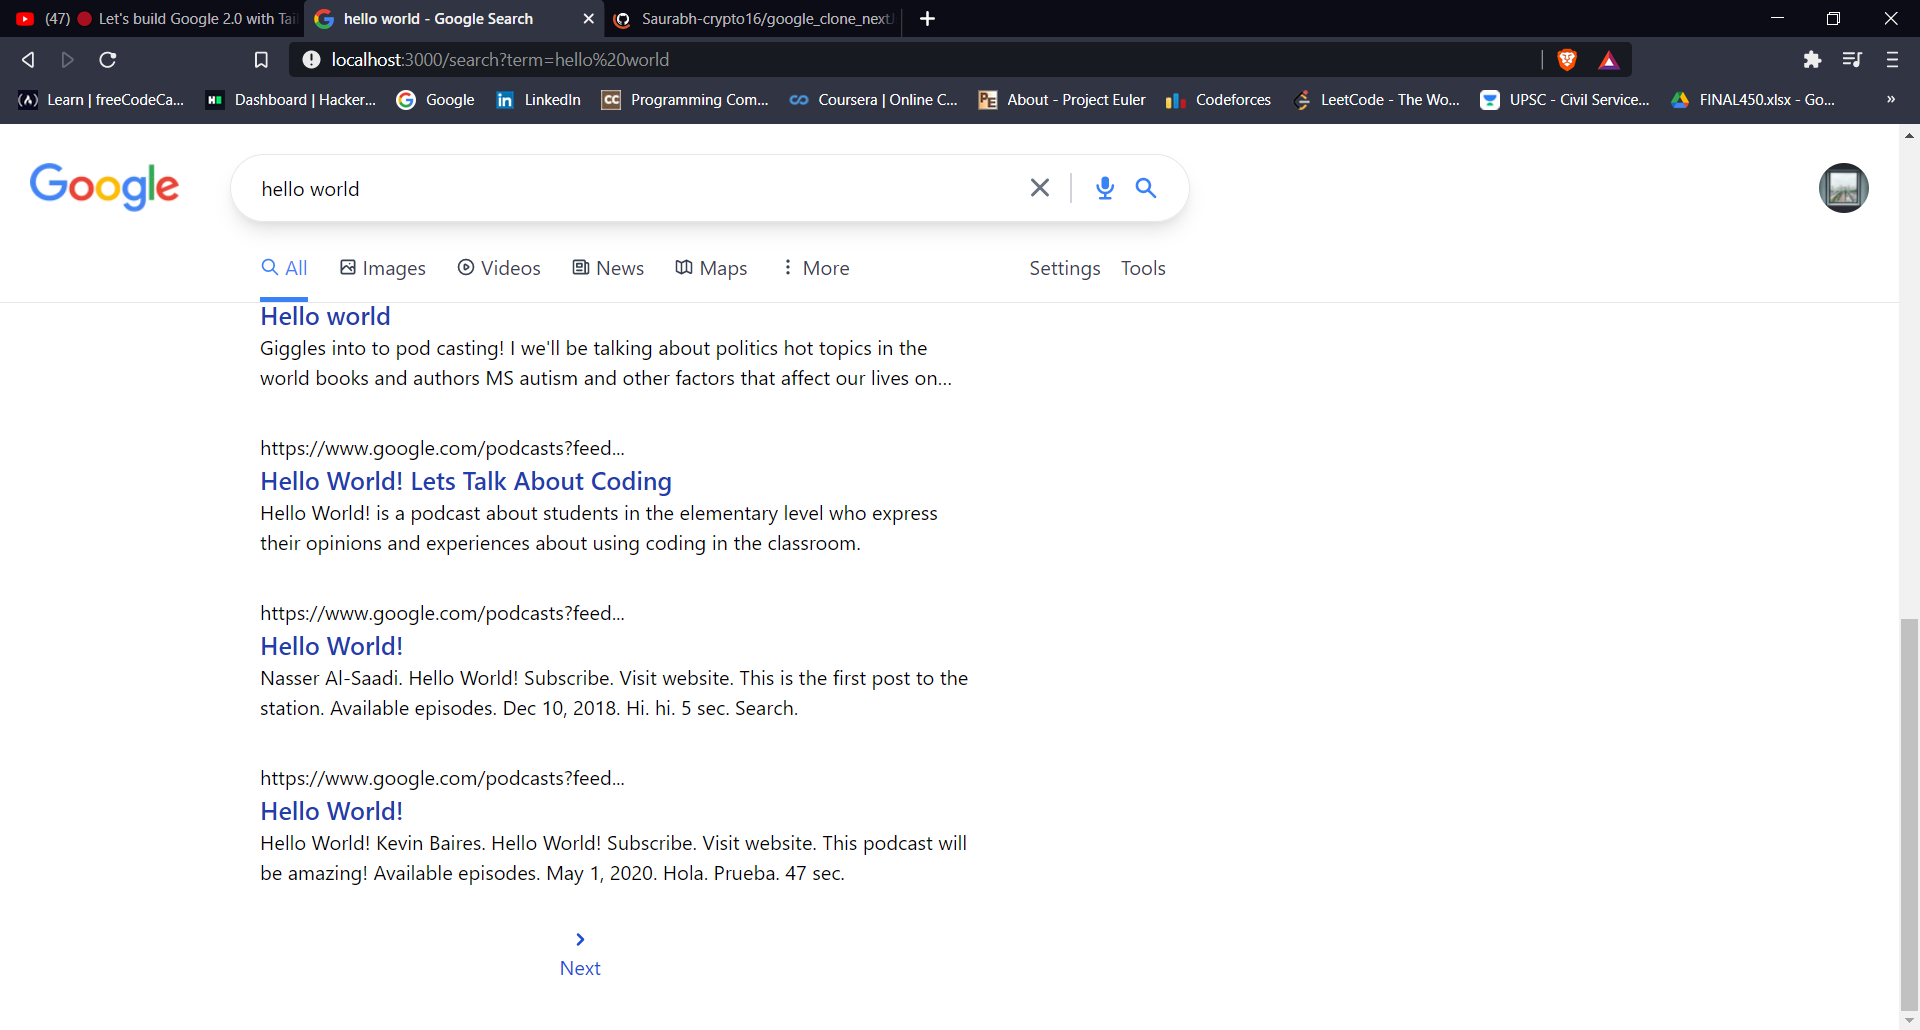 (47) Let's build Google 2.0 with Tail
hello world - Google Search
Saurabh-crypto16/google_clone_nextJ
localhost:3000/search?term=hello%20world
Learn | freeCodeCa...
Dashboard | Hacker...
Google
LinkedIn
Programming Com...
Coursera | Online C...
About - Project Euler
Codeforces
LeetCode - The Wo...
UPSC - Civil Service...
FINAL450.xlsx - Go...
»
Google
hello world
All
Images
Videos
News
Maps
More
Settings
Tools
Hello world
Giggles into to pod casting! I we'll be talking about politics hot topics in the
world books and authors MS autism and other factors that affect our lives on...
https://www.google.com/podcasts?feed...
Hello World! Lets Talk About Coding
Hello World! is a podcast about students in the elementary level who express
their opinions and experiences about using coding in the classroom.
https://www.google.com/podcasts?feed...
Hello World!
Nasser Al-Saadi. Hello World! Subscribe. Visit website. This is the first post to the
station. Available episodes. Dec 10, 2018. Hi. hi. 5 sec. Search.
https://www.google.com/podcasts?feed...
Hello World!
Hello World! Kevin Baires. Hello World! Subscribe. Visit website. This podcast will
be amazing! Available episodes. May 1, 2020. Hola. Prueba. 47 sec.
Next